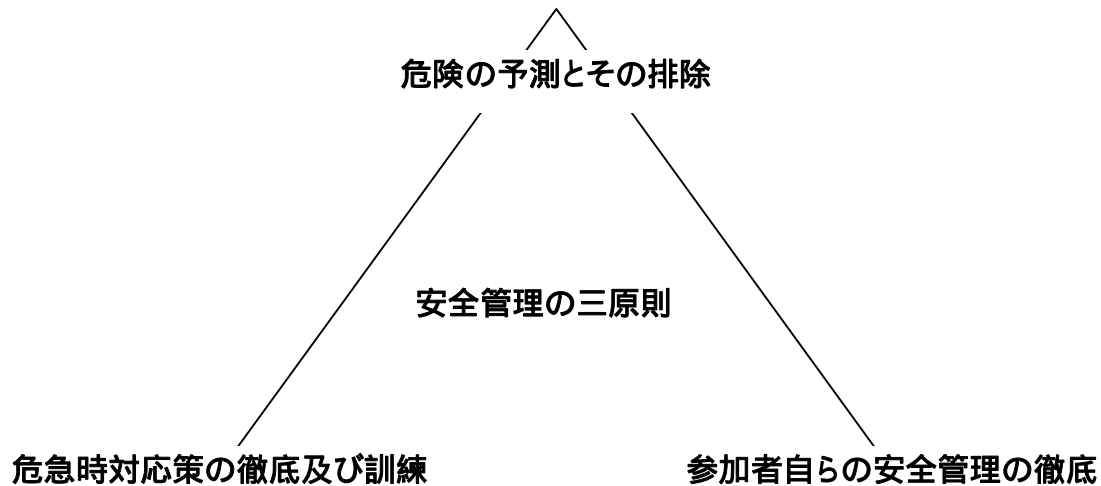 危険の予測とその排除
安全管理の三原則
危急時対応策の徹底及び訓練
参加者自らの安全管理の徹底